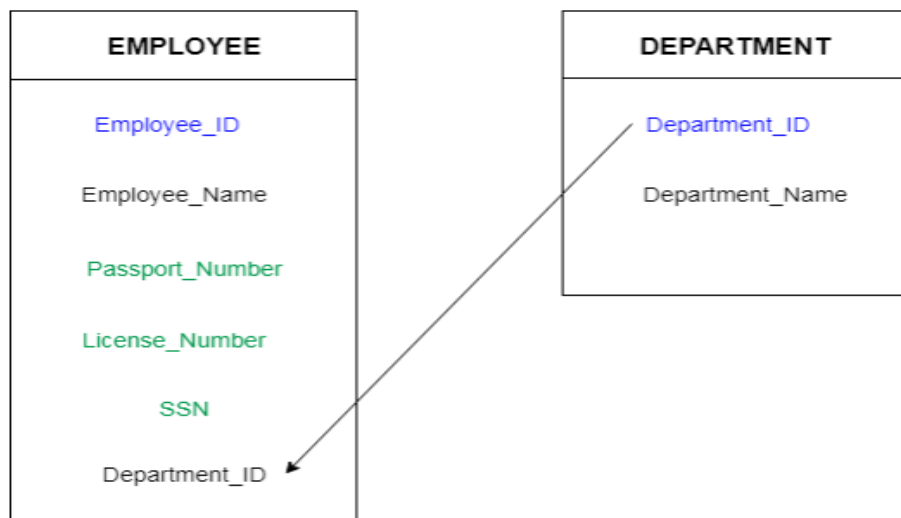 EMPLOYEE
Employee_ID
Employee_Name
Passport_Number
License_Number
SSN
Department_ID
DEPARTMENT
Department_ID
Department_Name